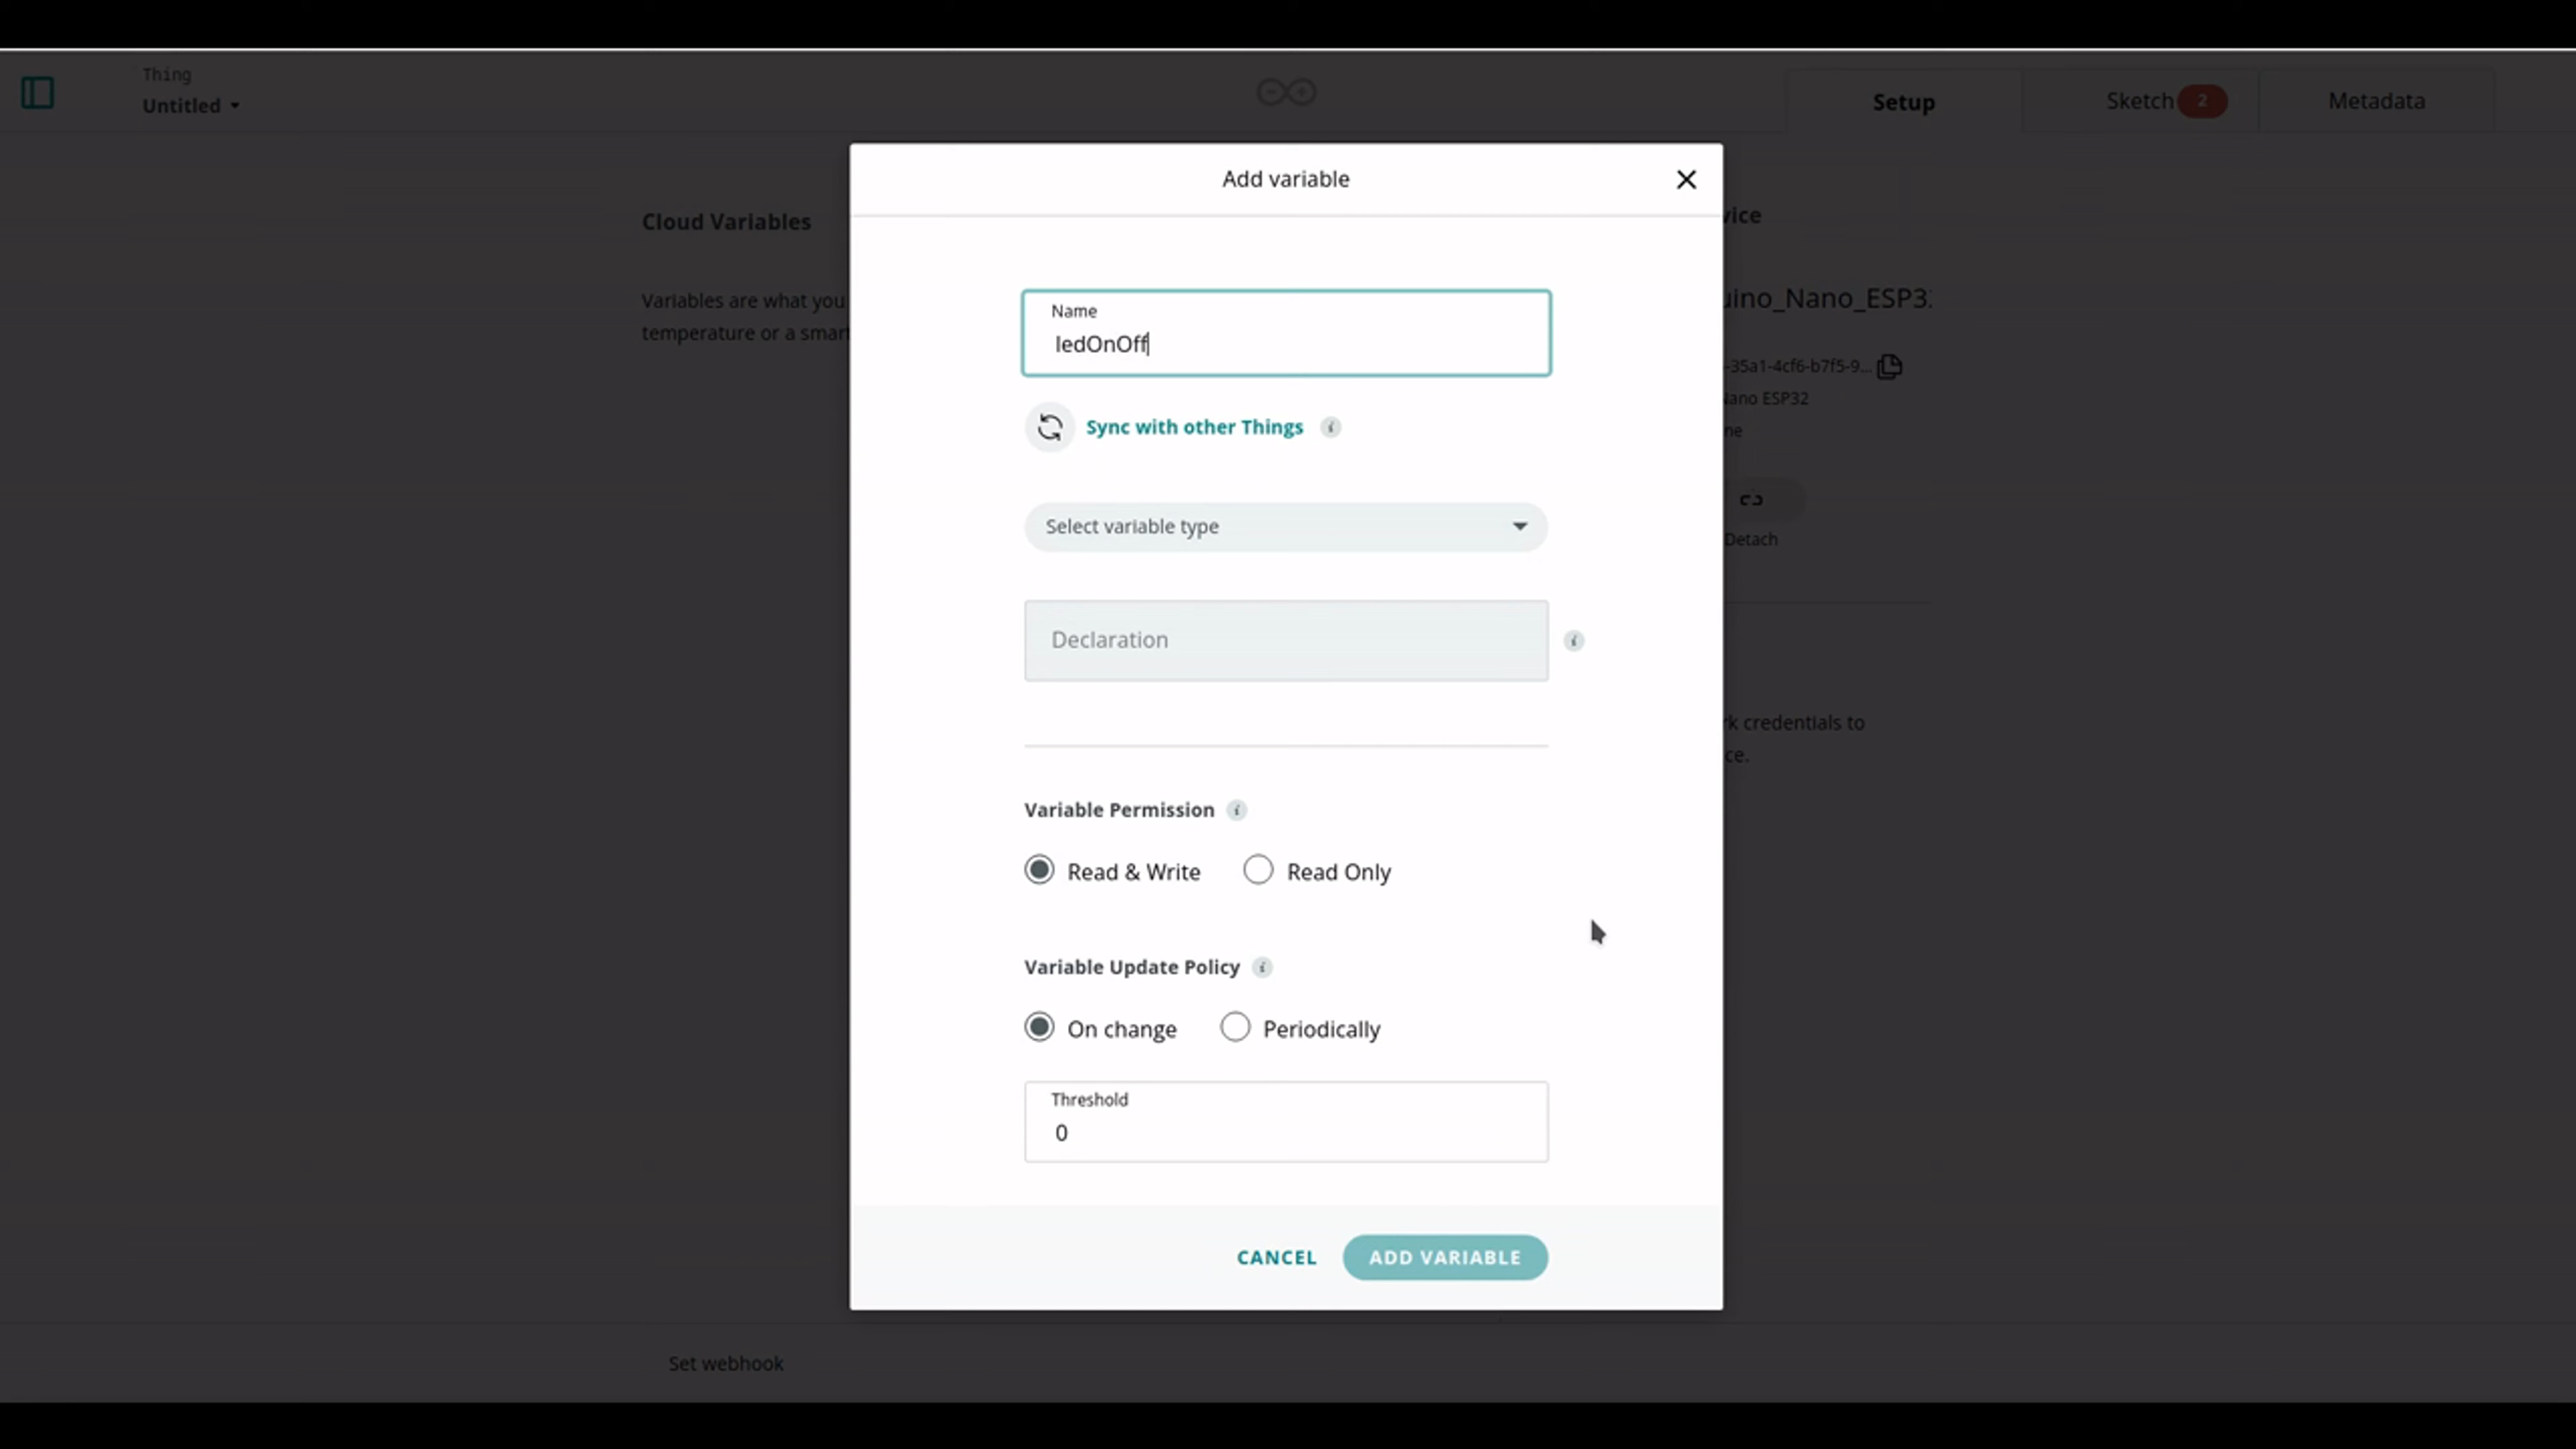 Thing
Untitled
Setup
Sketch 2
Metadata
Add variable
Cloud Variables
Variables are what you
temperature or a smart
Name
ledOnOff
Sync with other Things
Select variable type
Declaration
Variable Permission
Read & Write
Read Only
Variable Update Policy
On change
Periodically
Threshold
0
CANCEL
ADD VARIABLE
vice
uino_Nano_ESP3
-35a1-4cf6-b7f5-9...
Nano ESP32
ne
Detach
rk credentials to
ce.
Set webhook